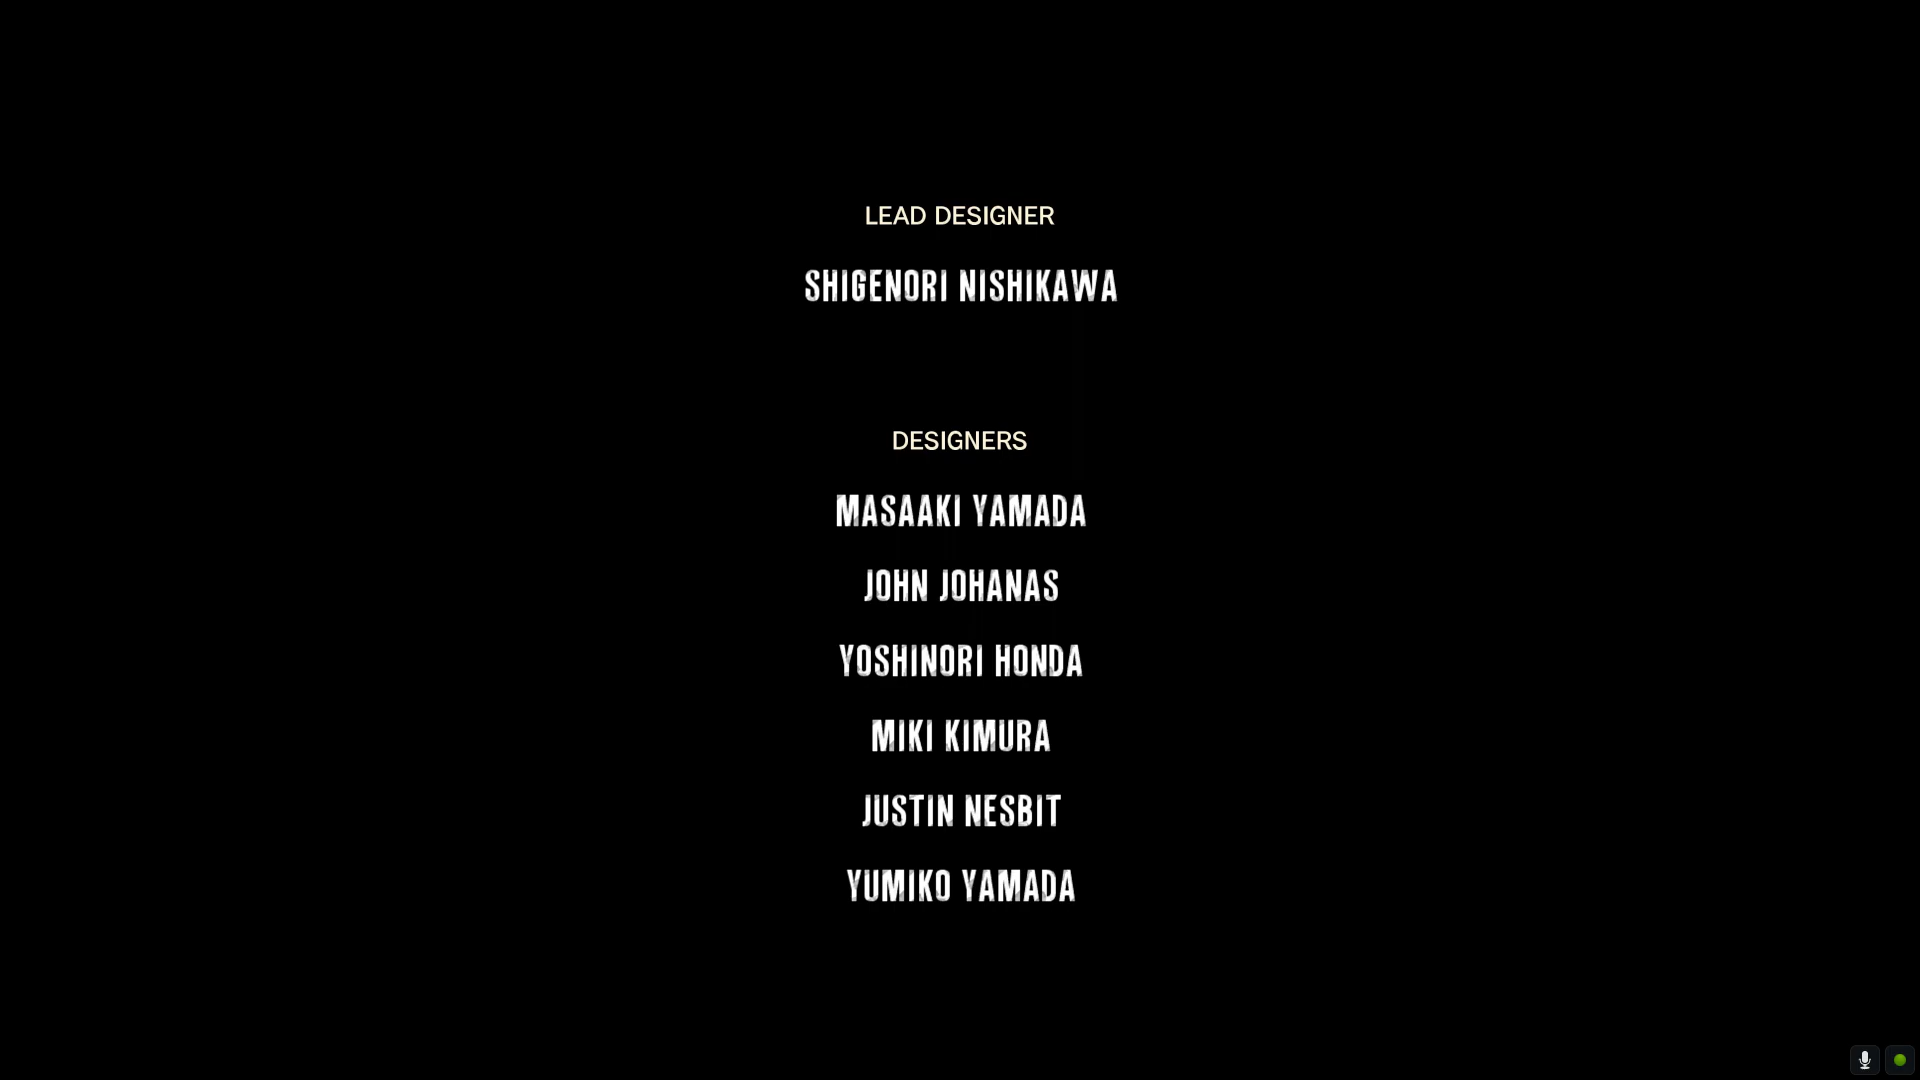 LEAD DESIGNER
SHIGENORI NISHIKAWA
DESIGNERS
MASAAKI YAMADA
JOHN JOHANAS
YOSHINORI HONDA
MIKI KIMURA
JUSTIN NESBIT
YUMIKO YAMADA